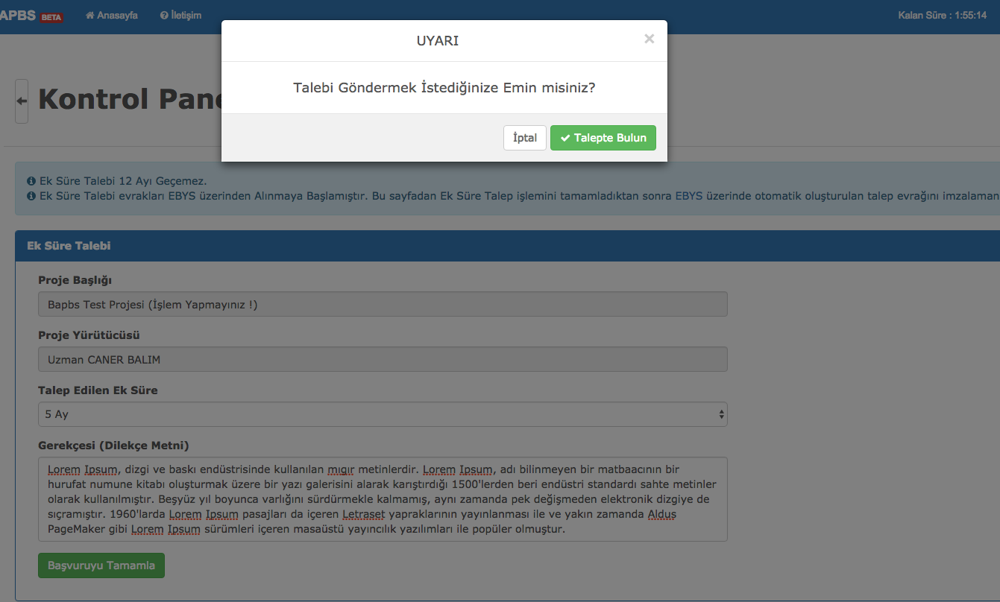 APBS BETA Anasayfa İletişim Kalan Süre : 1:55:14
UYARI ×
Talebi Göndermek İstediğinize Emin misiniz?
İptal Talepte Bulun
Kontrol Pane
Ek Süre Talebi 12 Ayı Geçemez.
Ek Süre Talebi evrakları EBYS üzerinden Alınmaya Başlamıştır. Bu sayfadan Ek Süre Talep işlemini tamamladıktan sonra EBYS üzerinde otomatik oluşturulan talep evrağını imzalaman
Ek Süre Talebi
Proje Başlığı
Bapbs Test Projesi (İşlem Yapmayınız !)
Proje Yürütücüsü
Uzman CANER BALIM
Talep Edilen Ek Süre
5 Ay
Gerekçesi (Dilekçe Metni)
Lorem Ipsum, dizgi ve baskı endüstrisinde kullanılan mıgır metinlerdir. Lorem Ipsum, adı bilinmeyen bir matbaacının bir
hurufat numune kitabı oluşturmak üzere bir yazı galerisini alarak karıştırdığı 1500'lerden beri endüstri standardı sahte metinler
olarak kullanılmıştır. Beşyüz yıl boyunca varlığını sürdürmekle kalmamış, aynı zamanda pek değişmeden elektronik dizgiye de
sıçramıştır. 1960'larda Lorem Ipsum pasajları da içeren Letraset yapraklarının yayınlanması ile ve yakın zamanda Aldus
PageMaker gibi Lorem Ipsum sürümleri içeren masaüstü yayıncılık yazılımları ile popüler olmuştur.
Başvuruyu Tamamla